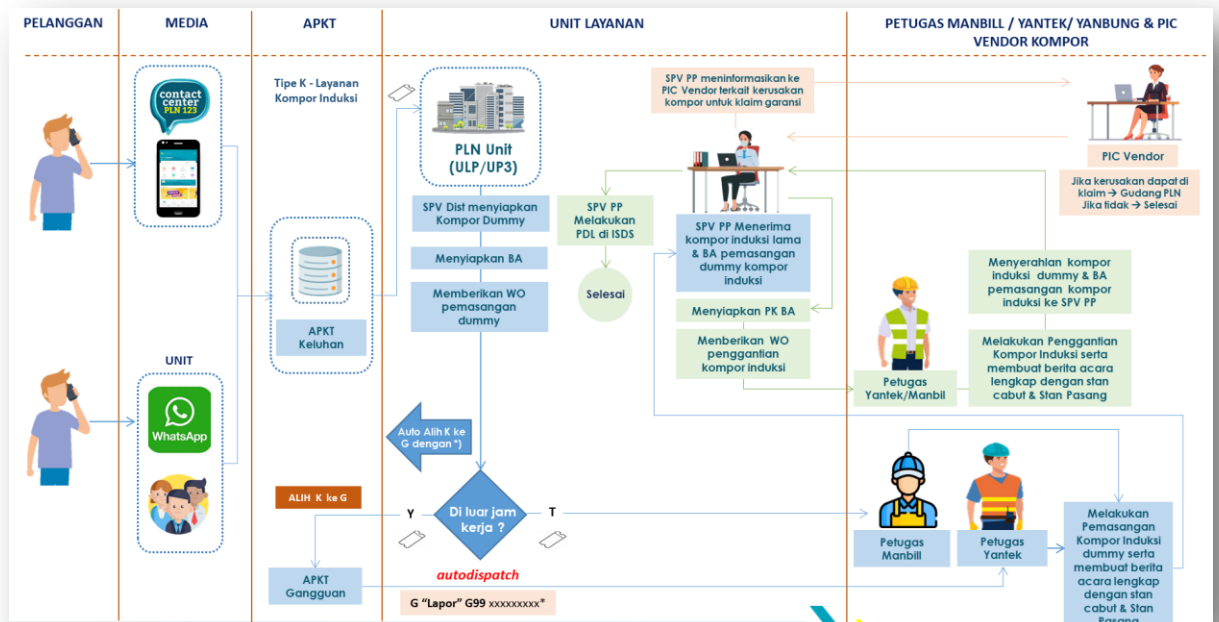 PELANGGAN
MEDIA
APKT
UNIT LAYANAN
PETUGAS MANBILL / YANTEK/ YANBUNG & PIC
VENDOR KOMPOR
contact
center
PLN 123
Tipe K - Layanan
Kompor Induksi
PLN Unit
(ULP/UP3)
SPV PP meninformasikan ke
PIC Vendor terkait kerusakan
kompor untuk klaim garansi
PIC Vendor
Jika kerusakan dapat di
klaim → Gudang PLN
Jika tidak → Selesai
SPV Dist menyiapkan
Kompor Dummy
Menyiapkan BA
Memberikan WO
pemasangan
dummy
SPV PP
Melakukan
PDL di ISDS
Selesai
SPV PP Menerima
kompor induksi lama
& BA pemasangan
dummy kompor
induksi
Menyiapkan PK BA
Menberikan WO
penggantian
kompor induksi
Menyerahlan kompor
induksi dummy & BA
pemasangan kompor
induksi ke SPV PP
Melakukan Penggantian
Kompor Induksi serta
membuat berita acara
lengkap dengan stan
cabut & Stan Pasang
Petugas
Yantek/Manbil
APKT
Keluhan
UNIT
WhatsApp
Auto Alih K ke
G dengan *)
ALIH K ke G
Y
Di luar jam
kerja ?
T
autodispatch
APKT
Gangguan
G "Lapor" G99 xxxxxxxxx*
Petugas
Manbill
Petugas
Yantek
Melakukan
Pemasangan
Kompor Induksi
dummy serta
membuat berita
acara lengkap
dengan stan
cabut & Stan
Pasang